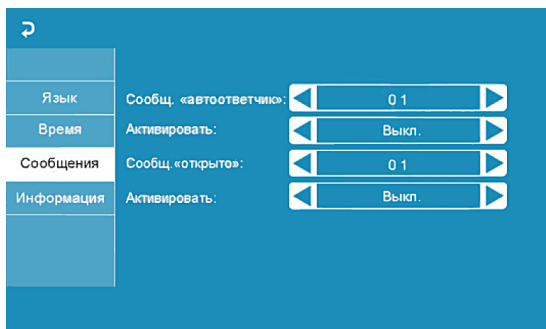 Язык
Сообщ. «автоответчик»: 01
Время
Активировать: Выкл.
Сообщения
Сообщ.«открыто»: 01
Информация
Активировать: Выкл.